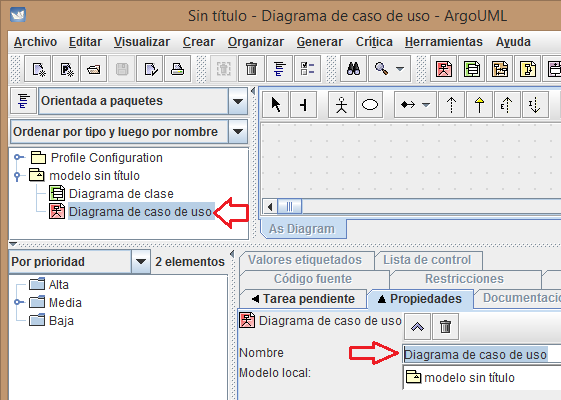 Sin título - Diagrama de caso de uso - ArgoUML
Archivo Editar Visualizar Crear Organizar Generar Crítica Herramientas Ayuda
Orientada a paquetes
Ordenar por tipo y luego por nombre
Profile Configuration
modelo sin título
Diagrama de clase
Diagrama de caso de uso
As Diagram
Por prioridad
2 elementos
Alta
Media
Baja
Valores etiquetados
Lista de control
Código fuente
Restricciones
Tarea pendiente
Propiedades
Documentació
Diagrama de caso de uso
Nombre
Diagrama de caso de uso
Modelo local:
modelo sin título